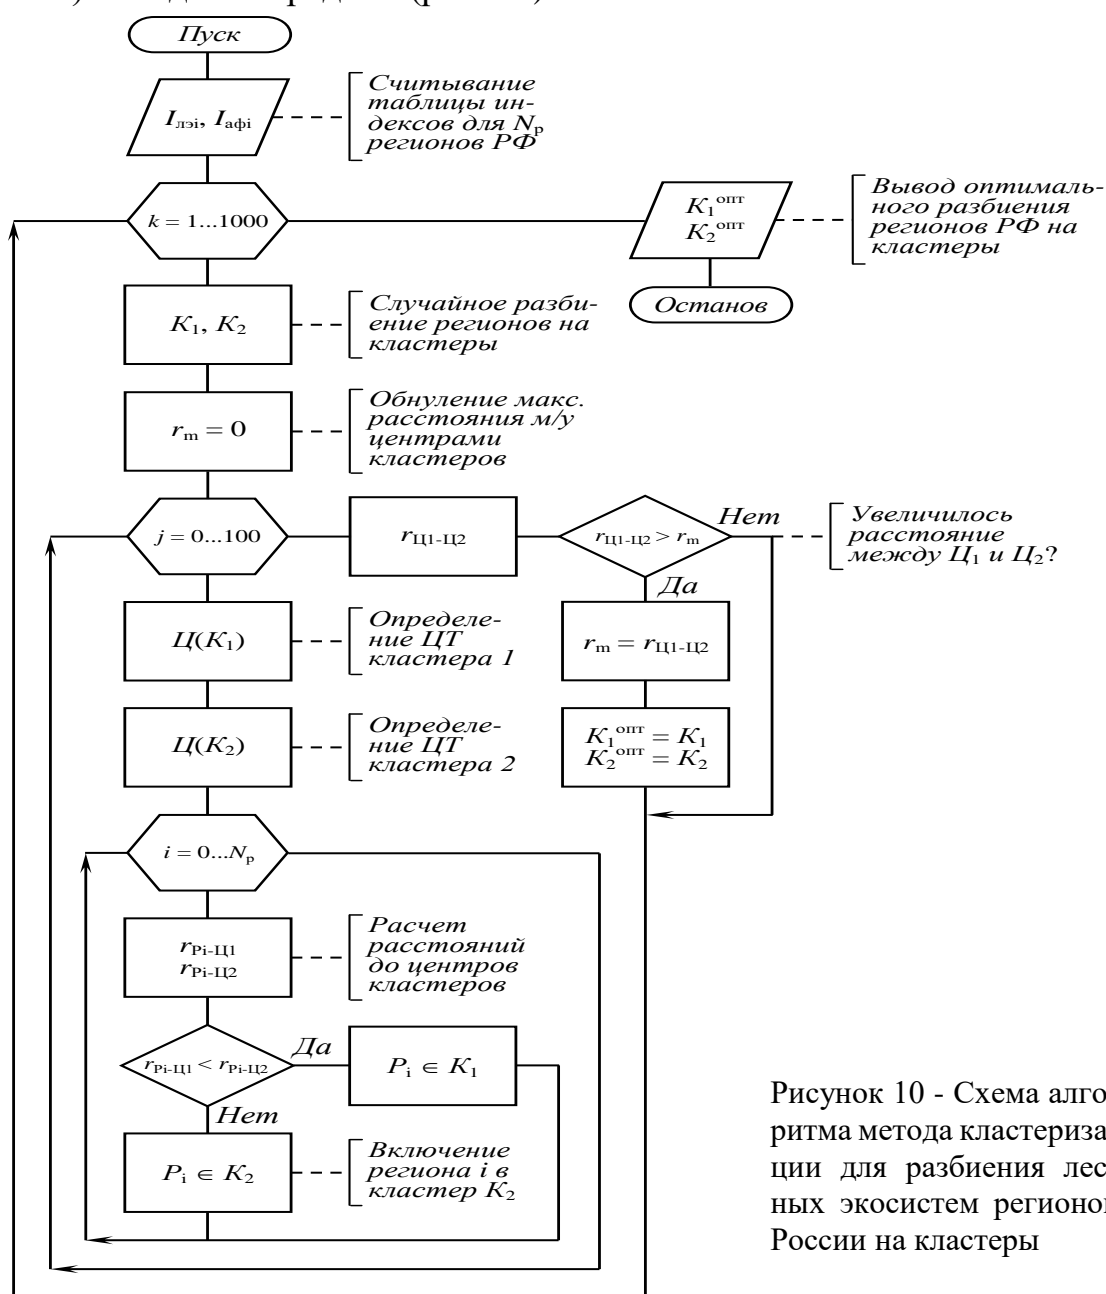 Пуск
Iлэi, Iафi
Считывание
таблицы ин-
дексов для Nр
регионов РФ
k = 1...1000
K₁ᵒᵖᵗ
K₂ᵒᵖᵗ
Вывод оптималь-
ного разбиения
регионов РФ на
кластеры
Останов
K₁, K₂
Случайное разби-
ение регионов на
кластеры
rm = 0
Обнуление макс.
расстояния м/у
центрами
кластеров
j = 0...100
rЦ1-Ц2
rЦ1-Ц2 > rm
Нет
Увеличилось
расстояние
между Ц₁ и Ц₂?
Да
Ц(K₁)
Определе-
ние ЦТ
кластера 1
rm = rЦ1-Ц2
Ц(K₂)
Определе-
ние ЦТ
кластера 2
K₁опт = K₁
K₂опт = K₂
i = 0...Nр
rPi-Ц1
rPi-Ц2
Расчет
расстояний
до центров
кластеров
rPi-Ц1 < rPi-Ц2
Да
Pi ∈ K₁
Нет
Pi ∈ K₂
Включение
региона i в
кластер K₂
Рисунок 10 - Схема алго-
ритма метода кластериза-
ции для разбиения лес-
ных экосистем регионов
России на кластеры